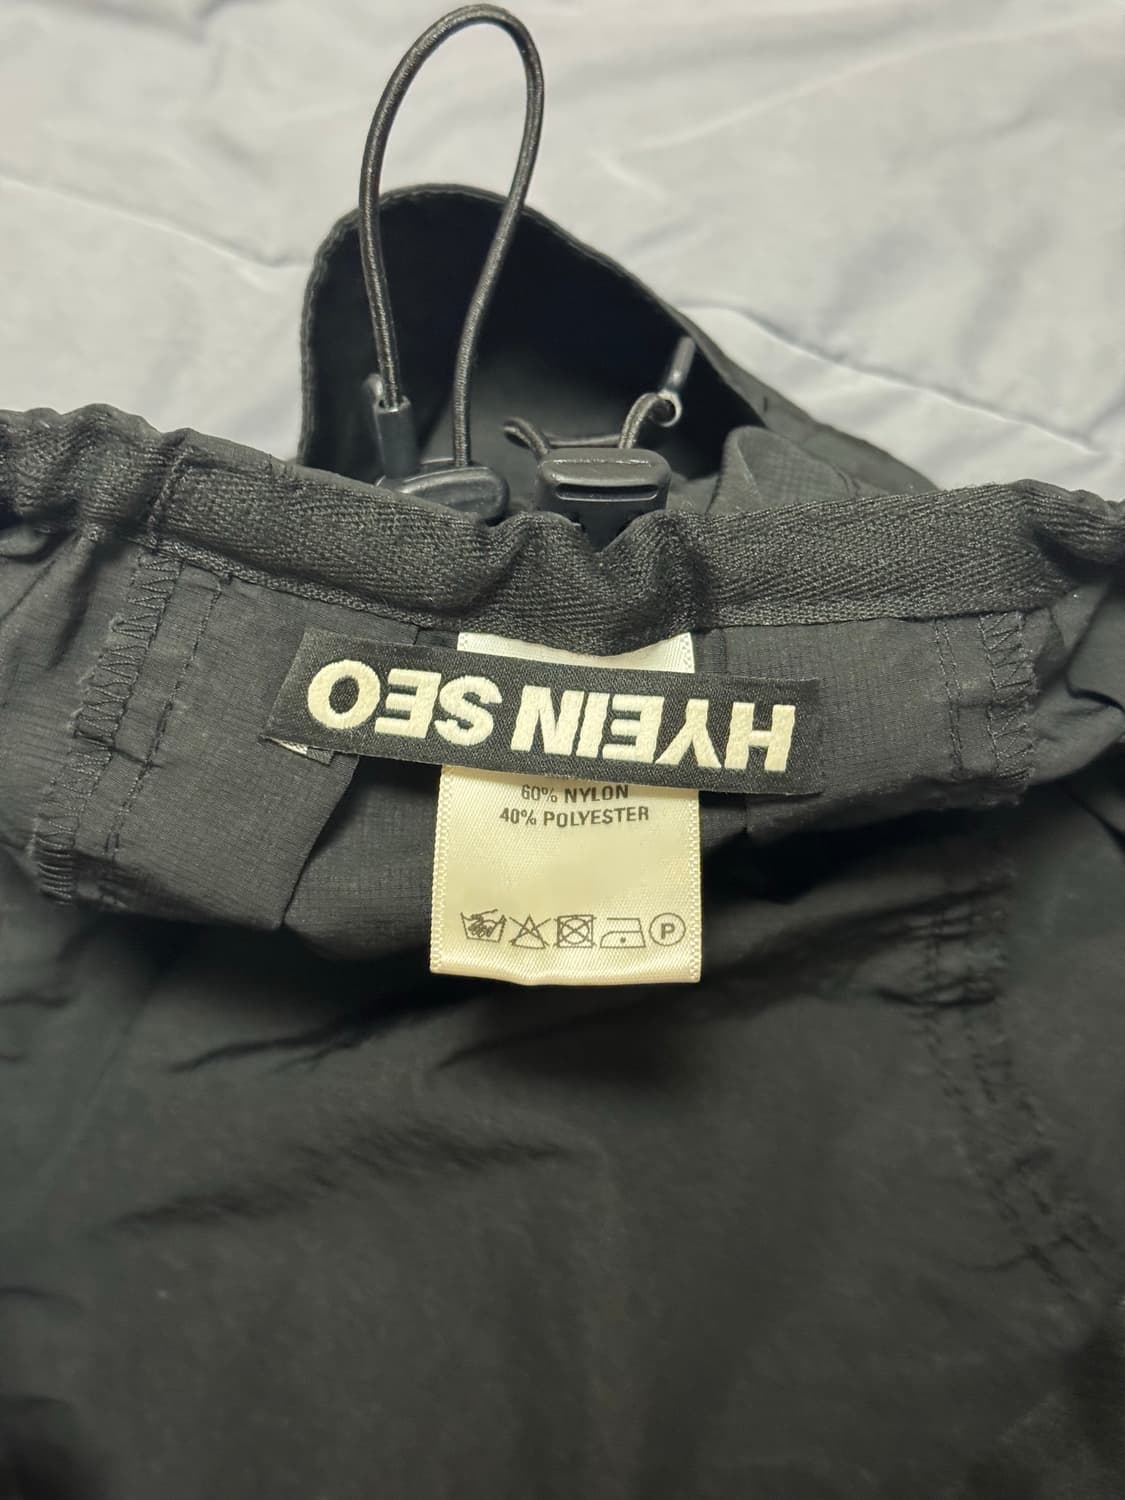 HYEIN SEO
60% NYLON
40% POLYESTER
P